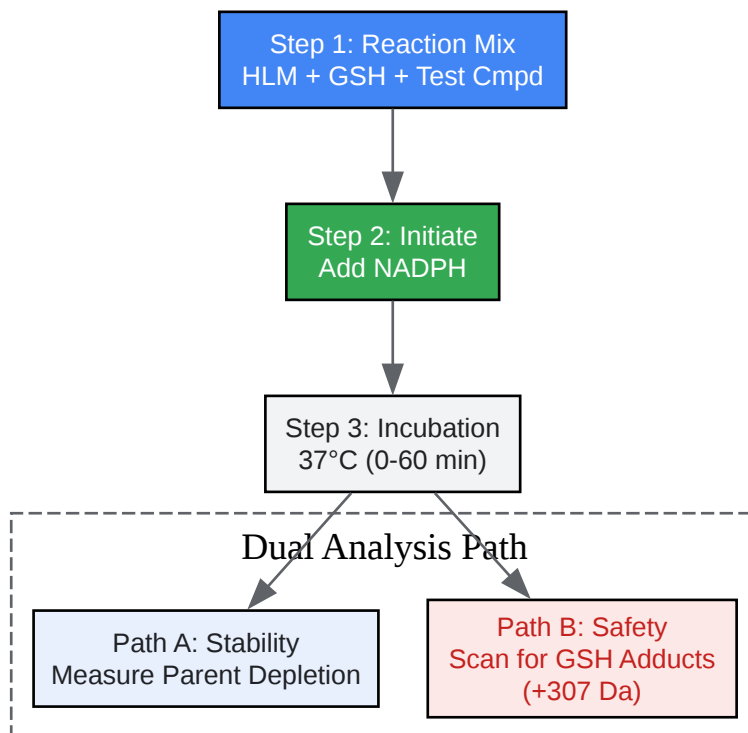 Step 1: Reaction Mix
HLM + GSH + Test Cmpd
Step 2: Initiate
Add NADPH
Step 3: Incubation
37°C (0-60 min)
Dual Analysis Path
Path A: Stability
Measure Parent Depletion
Path B: Safety
Scan for GSH Adducts
(+307 Da)